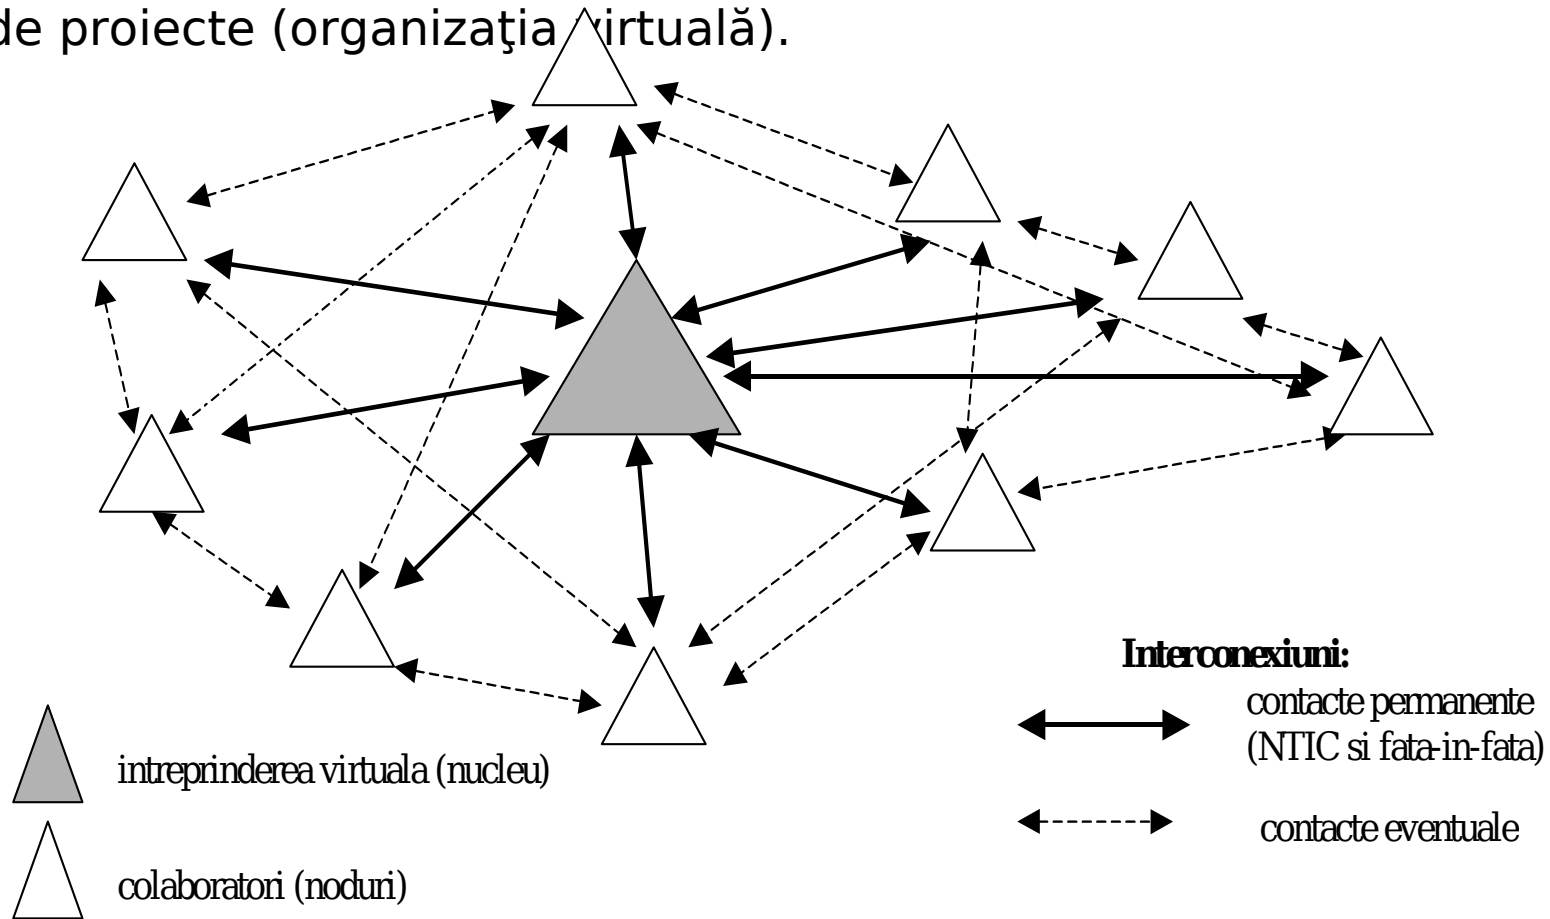 de proiecte (organizaţia virtuală).
Interconexiuni:
contacte permanente
(NTIC si fata-in-fata)
contacte eventuale
intreprinderea virtuala (nucleu)
colaboratori (noduri)